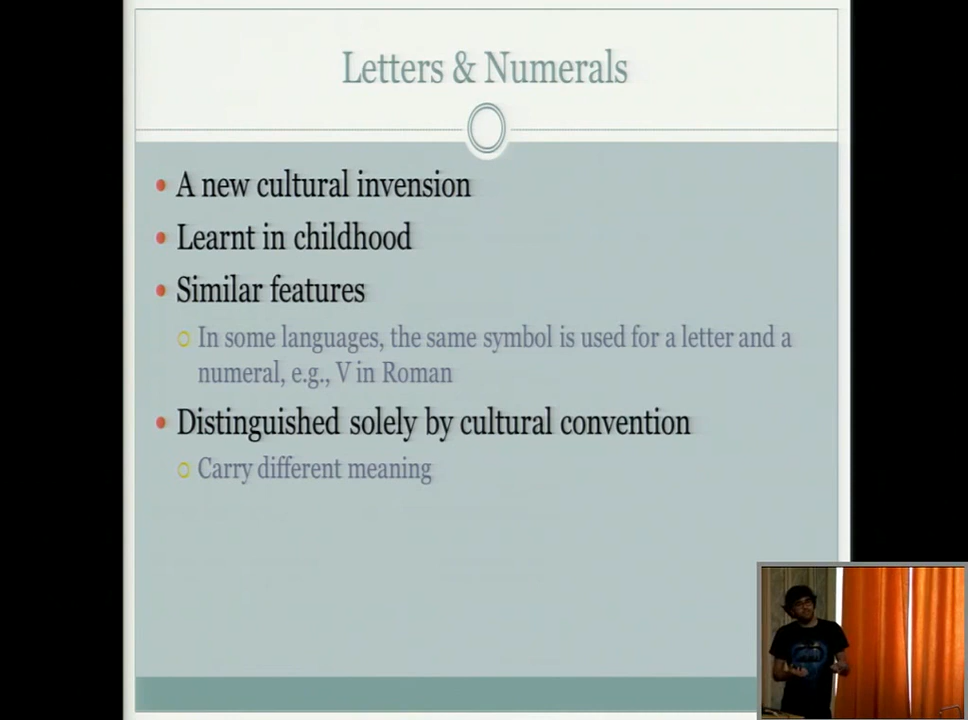 Letters & Numerals
A new cultural invension
Learnt in childhood
Similar features
In some languages, the same symbol is used for a letter and a
numeral, e.g., V in Roman
Distinguished solely by cultural convention
Carry different meaning